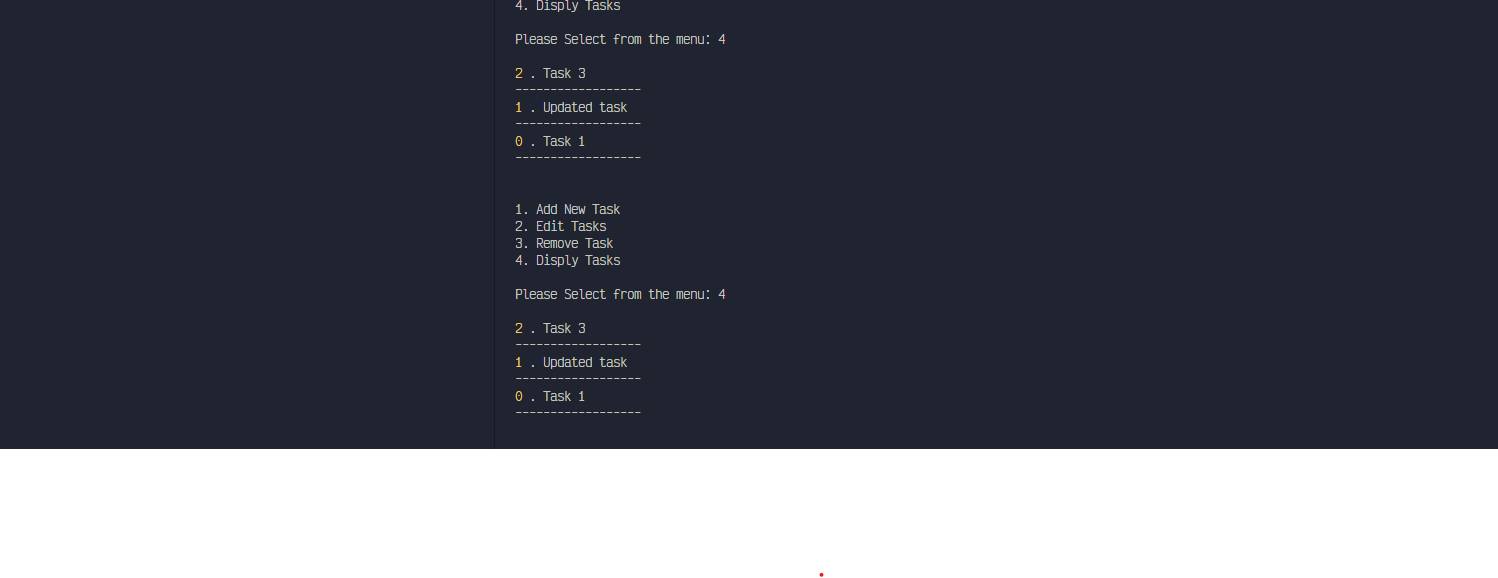 4. Disply Tasks
Please Select from the menu: 4
2 . Task 3
------------------
1 . Updated task
------------------
0 . Task 1
------------------
1. Add New Task
2. Edit Tasks
3. Remove Task
4. Disply Tasks
Please Select from the menu: 4
2 . Task 3
------------------
1 . Updated task
------------------
0 . Task 1
------------------